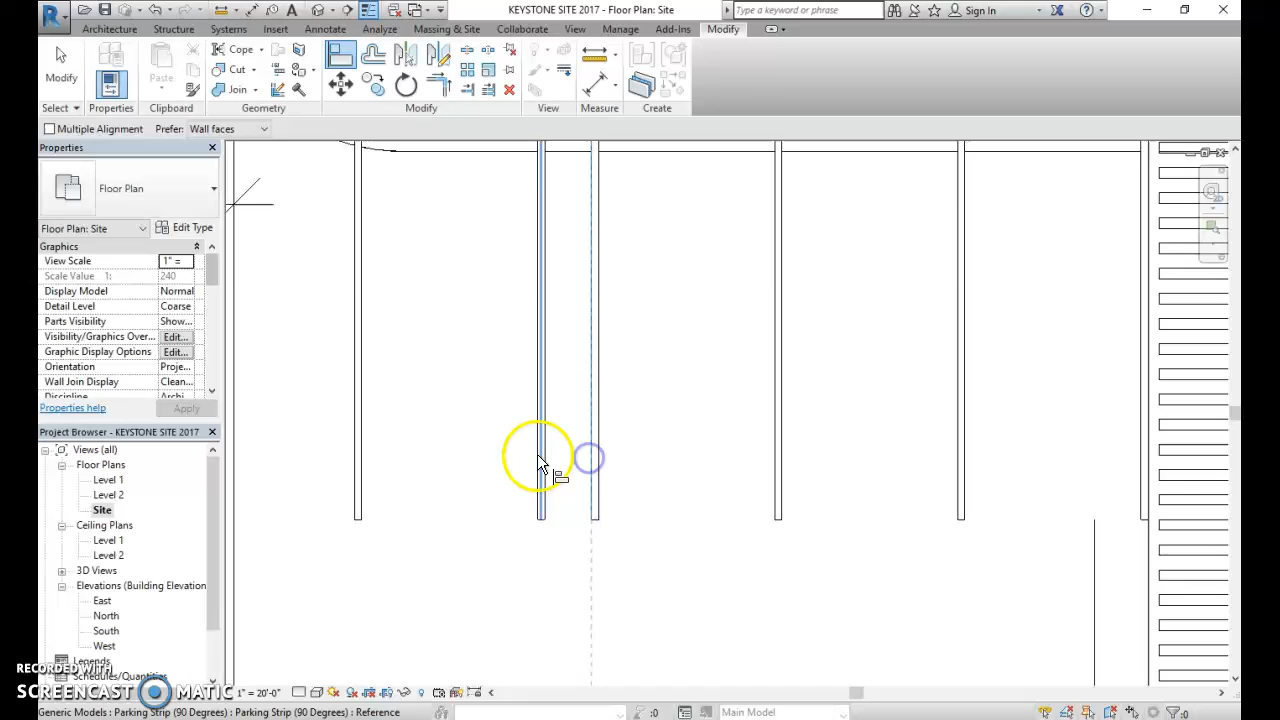 KEYSTONE SITE 2017 - Floor Plan: Site
Type a keyword or phrase
Sign In
Architecture Structure Systems Insert Annotate Analyze Massing & Site Collaborate View Manage Add-Ins Modify
Modify
Paste
Cope
Cut
Join
Select Properties Clipboard Geometry Modify View Measure Create
Multiple Alignment Prefer: Wall faces
Properties
Floor Plan
Floor Plan: Site Edit Type
Graphics
View Scale 1" =
Scale Value 1: 240
Display Model Normal
Detail Level Coarse
Parts Visibility Show...
Visibility/Graphics Over... Edit...
Graphic Display Options Edit...
Orientation Proje...
Wall Join Display Clean...
Discipline Archi
Properties help Apply
Project Browser - KEYSTONE SITE 2017
Views (all)
Floor Plans
Level 1
Level 2
Site
Ceiling Plans
Level 1
Level 2
3D Views
Elevations (Building Elevation
East
North
South
West
Legends
Schedules/Quantities
RECORDED WITH
SCREENCAST MATIC
1" = 20'-0"
Generic Models : Parking Strip (90 Degrees) : Parking Strip (90 Degrees) : Reference
:0
Main Model
:0